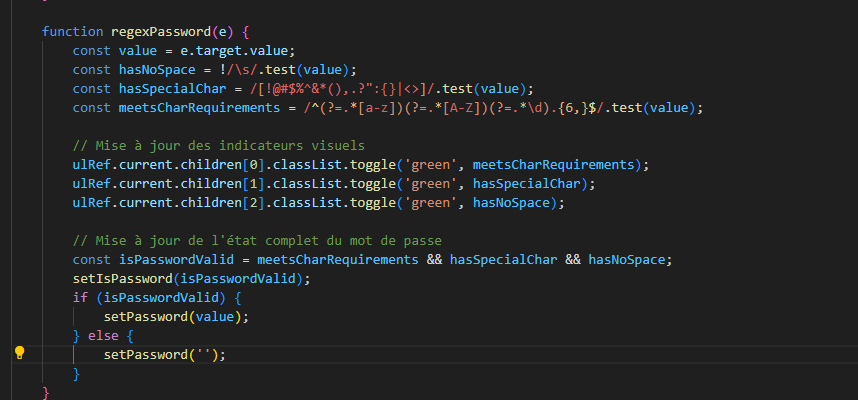 function regexPassword(e) {
const value = e.target.value;
const hasNoSpace = !/\s/.test(value);
const hasSpecialChar = /[!@#$%^&*(),.?":{}|<>]/.test(value);
const meetsCharRequirements = /^(?=.*[a-z])(?=.*[A-Z])(?=.*\d).{6,}$/.test(value);
// Mise à jour des indicateurs visuels
ulRef.current.children[0].classList.toggle('green', meetsCharRequirements);
ulRef.current.children[1].classList.toggle('green', hasSpecialChar);
ulRef.current.children[2].classList.toggle('green', hasNoSpace);
// Mise à jour de l'état complet du mot de passe
const isPasswordValid = meetsCharRequirements && hasSpecialChar && hasNoSpace;
setIsPassword(isPasswordValid);
if (isPasswordValid) {
setPassword(value);
} else {
setPassword('');
}
}